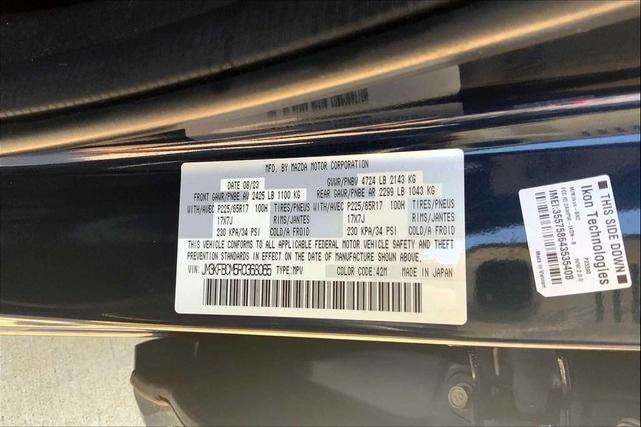 MFD. BY MAZDA MOTOR CORPORATION
DATE 08/23
GVWR/PNBV 4724 LB 2143 KG
FRONT GAWR/PNBE AV 2425 LB 1100 KG
REAR GAWR/PNBE AR 2299 LB 1043 KG
WITH/AVEC P225/65R17 100H TIRES/PNEUS
17X7J RIMS/JANTES
230 KPA/34 PSI COLD/A FROID
WITH/AVEC P225/65R17 100H TIRES/PNEUS
17X7J RIMS/JANTES
230 KPA/34 PSI COLD/A FROID
THIS VEHICLE CONFORMS TO ALL APPLICABLE FEDERAL MOTOR VEHICLE SAFETY AND THEFT
PREVENTION STANDARDS IN EFFECT ON THE DATE OF MANUFACTURE SHOWN ABOVE.
VIN: JM3KFBCM5P0358085 TYPE: MPV
COLOR CODE: 42M
MADE IN JAPAN
THIS SIDE DOWN
Ikon Technologies
IMEI.355758643535408
Made in Vietnam